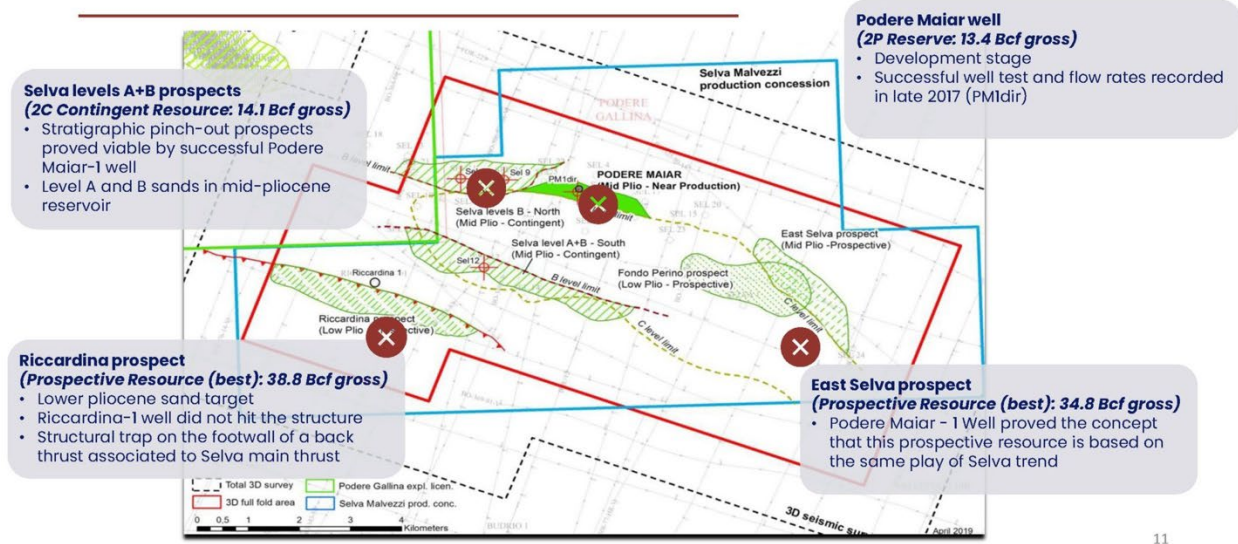 Podere Maiar well
(2P Reserve: 13.4 Bcf gross)
• Development stage
• Successful well test and flow rates recorded
in late 2017 (PM1dir)
Selva levels A+B prospects
(2C Contingent Resource: 14.1 Bcf gross)
• Stratigraphic pinch-out prospects
proved viable by successful Podere
Maiar-1 well
• Level A and B sands in mid-pliocene
reservoir
Selva Malvezzi
production concession
PODERE
GALLINA
B level limit
Sel 9
SEL 4
PM1dir
PODERE MAIAR
(Mid Plio - Near Production)
limit
Selva levels B - North
(Mid Plio - Contingent)
SEL 20
SEL 23
East Selva prospect
(Mid Plio -Prospective)
Selva level A+B - South
(Mid Plio - Contingent)
Sel12
Riccardina 1
Fondo Perino prospect
(Low Plio - Prospective)
B level limit
C level limit
C level limit
Riccardina
(Low Plio
Riccardina prospect
(Prospective Resource (best): 38.8 Bcf gross)
• Lower pliocene sand target
• Riccardina-1 well did not hit the structure
• Structural trap on the footwall of a back
thrust associated to Selva main thrust
East Selva prospect
(Prospective Resource (best): 34.8 Bcf gross)
• Podere Maiar - 1 Well proved the concept
that this prospective resource is based on
the same play of Selva trend
Total 3D survey
Podere Gallina expl. licen.
3D full fold area
Selva Malvezzi prod. conc.
0 0,5 1 2 3 4
Kilometers
BUDRIO 1
3D seismic
April 2019
11